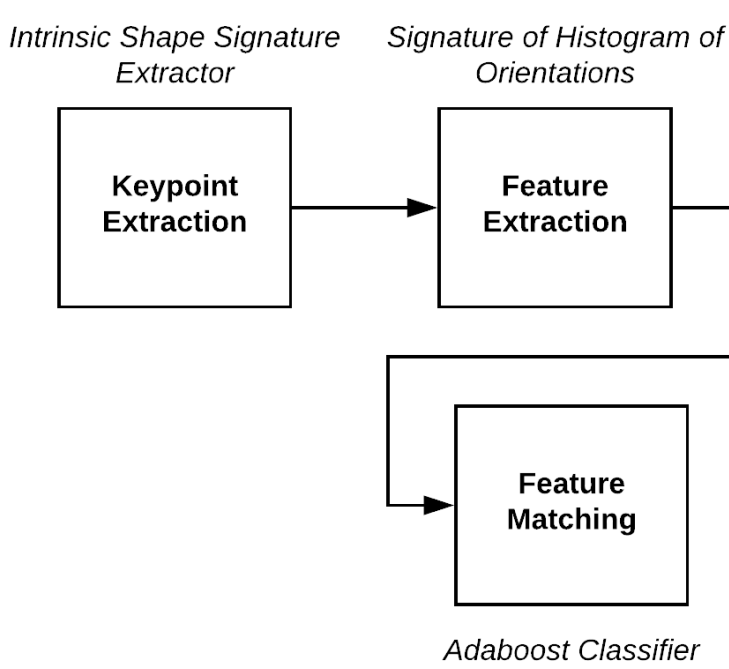 Intrinsic Shape Signature
Extractor
Signature of Histogram of
Orientations
Keypoint
Extraction
Feature
Extraction
Feature
Matching
Adaboost Classifier